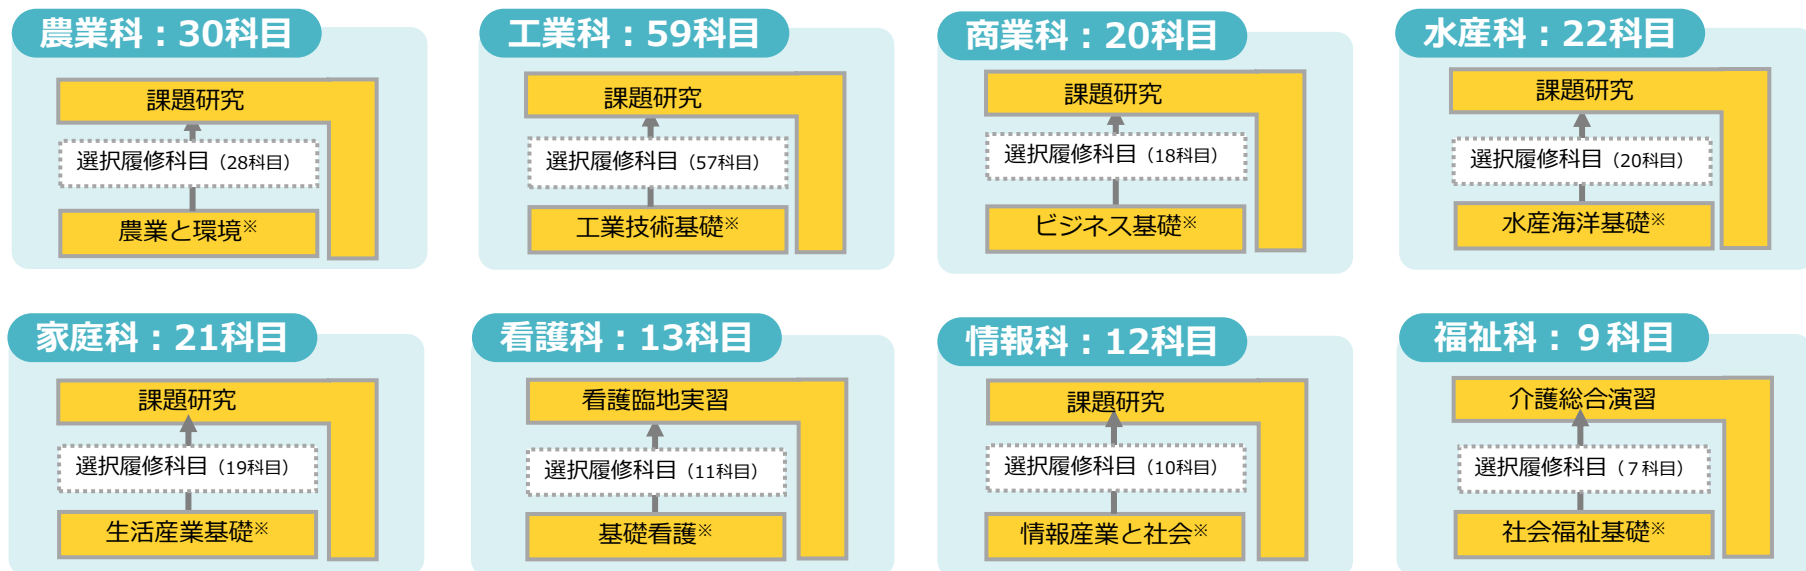 農業科：30科目
課題研究
選択履修科目（28科目）
農業と環境※
工業科：59科目
課題研究
選択履修科目（57科目）
工業技術基礎※
商業科：20科目
課題研究
選択履修科目（18科目）
ビジネス基礎※
水産科：22科目
課題研究
選択履修科目（20科目）
水産海洋基礎※
家庭科：21科目
課題研究
選択履修科目（19科目）
生活産業基礎※
看護科：13科目
看護臨地実習
選択履修科目（11科目）
基礎看護※
情報科：12科目
課題研究
選択履修科目（10科目）
情報産業と社会※
福祉科：９科目
介護総合演習
選択履修科目（７科目）
社会福祉基礎※